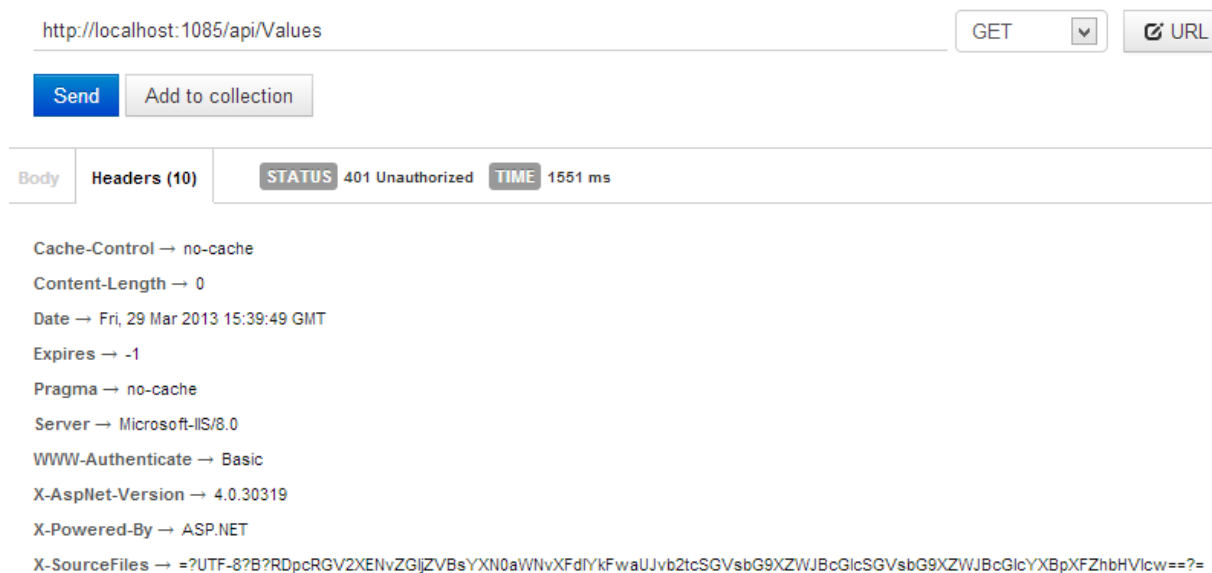 http://localhost:1085/api/Values GET URL
Send Add to collection
Body Headers (10) STATUS 401 Unauthorized TIME 1551 ms
Cache-Control → no-cache
Content-Length → 0
Date → Fri, 29 Mar 2013 15:39:49 GMT
Expires → -1
Pragma → no-cache
Server → Microsoft-IIS/8.0
WWW-Authenticate → Basic
X-AspNet-Version → 4.0.30319
X-Powered-By → ASP.NET
X-SourceFiles →